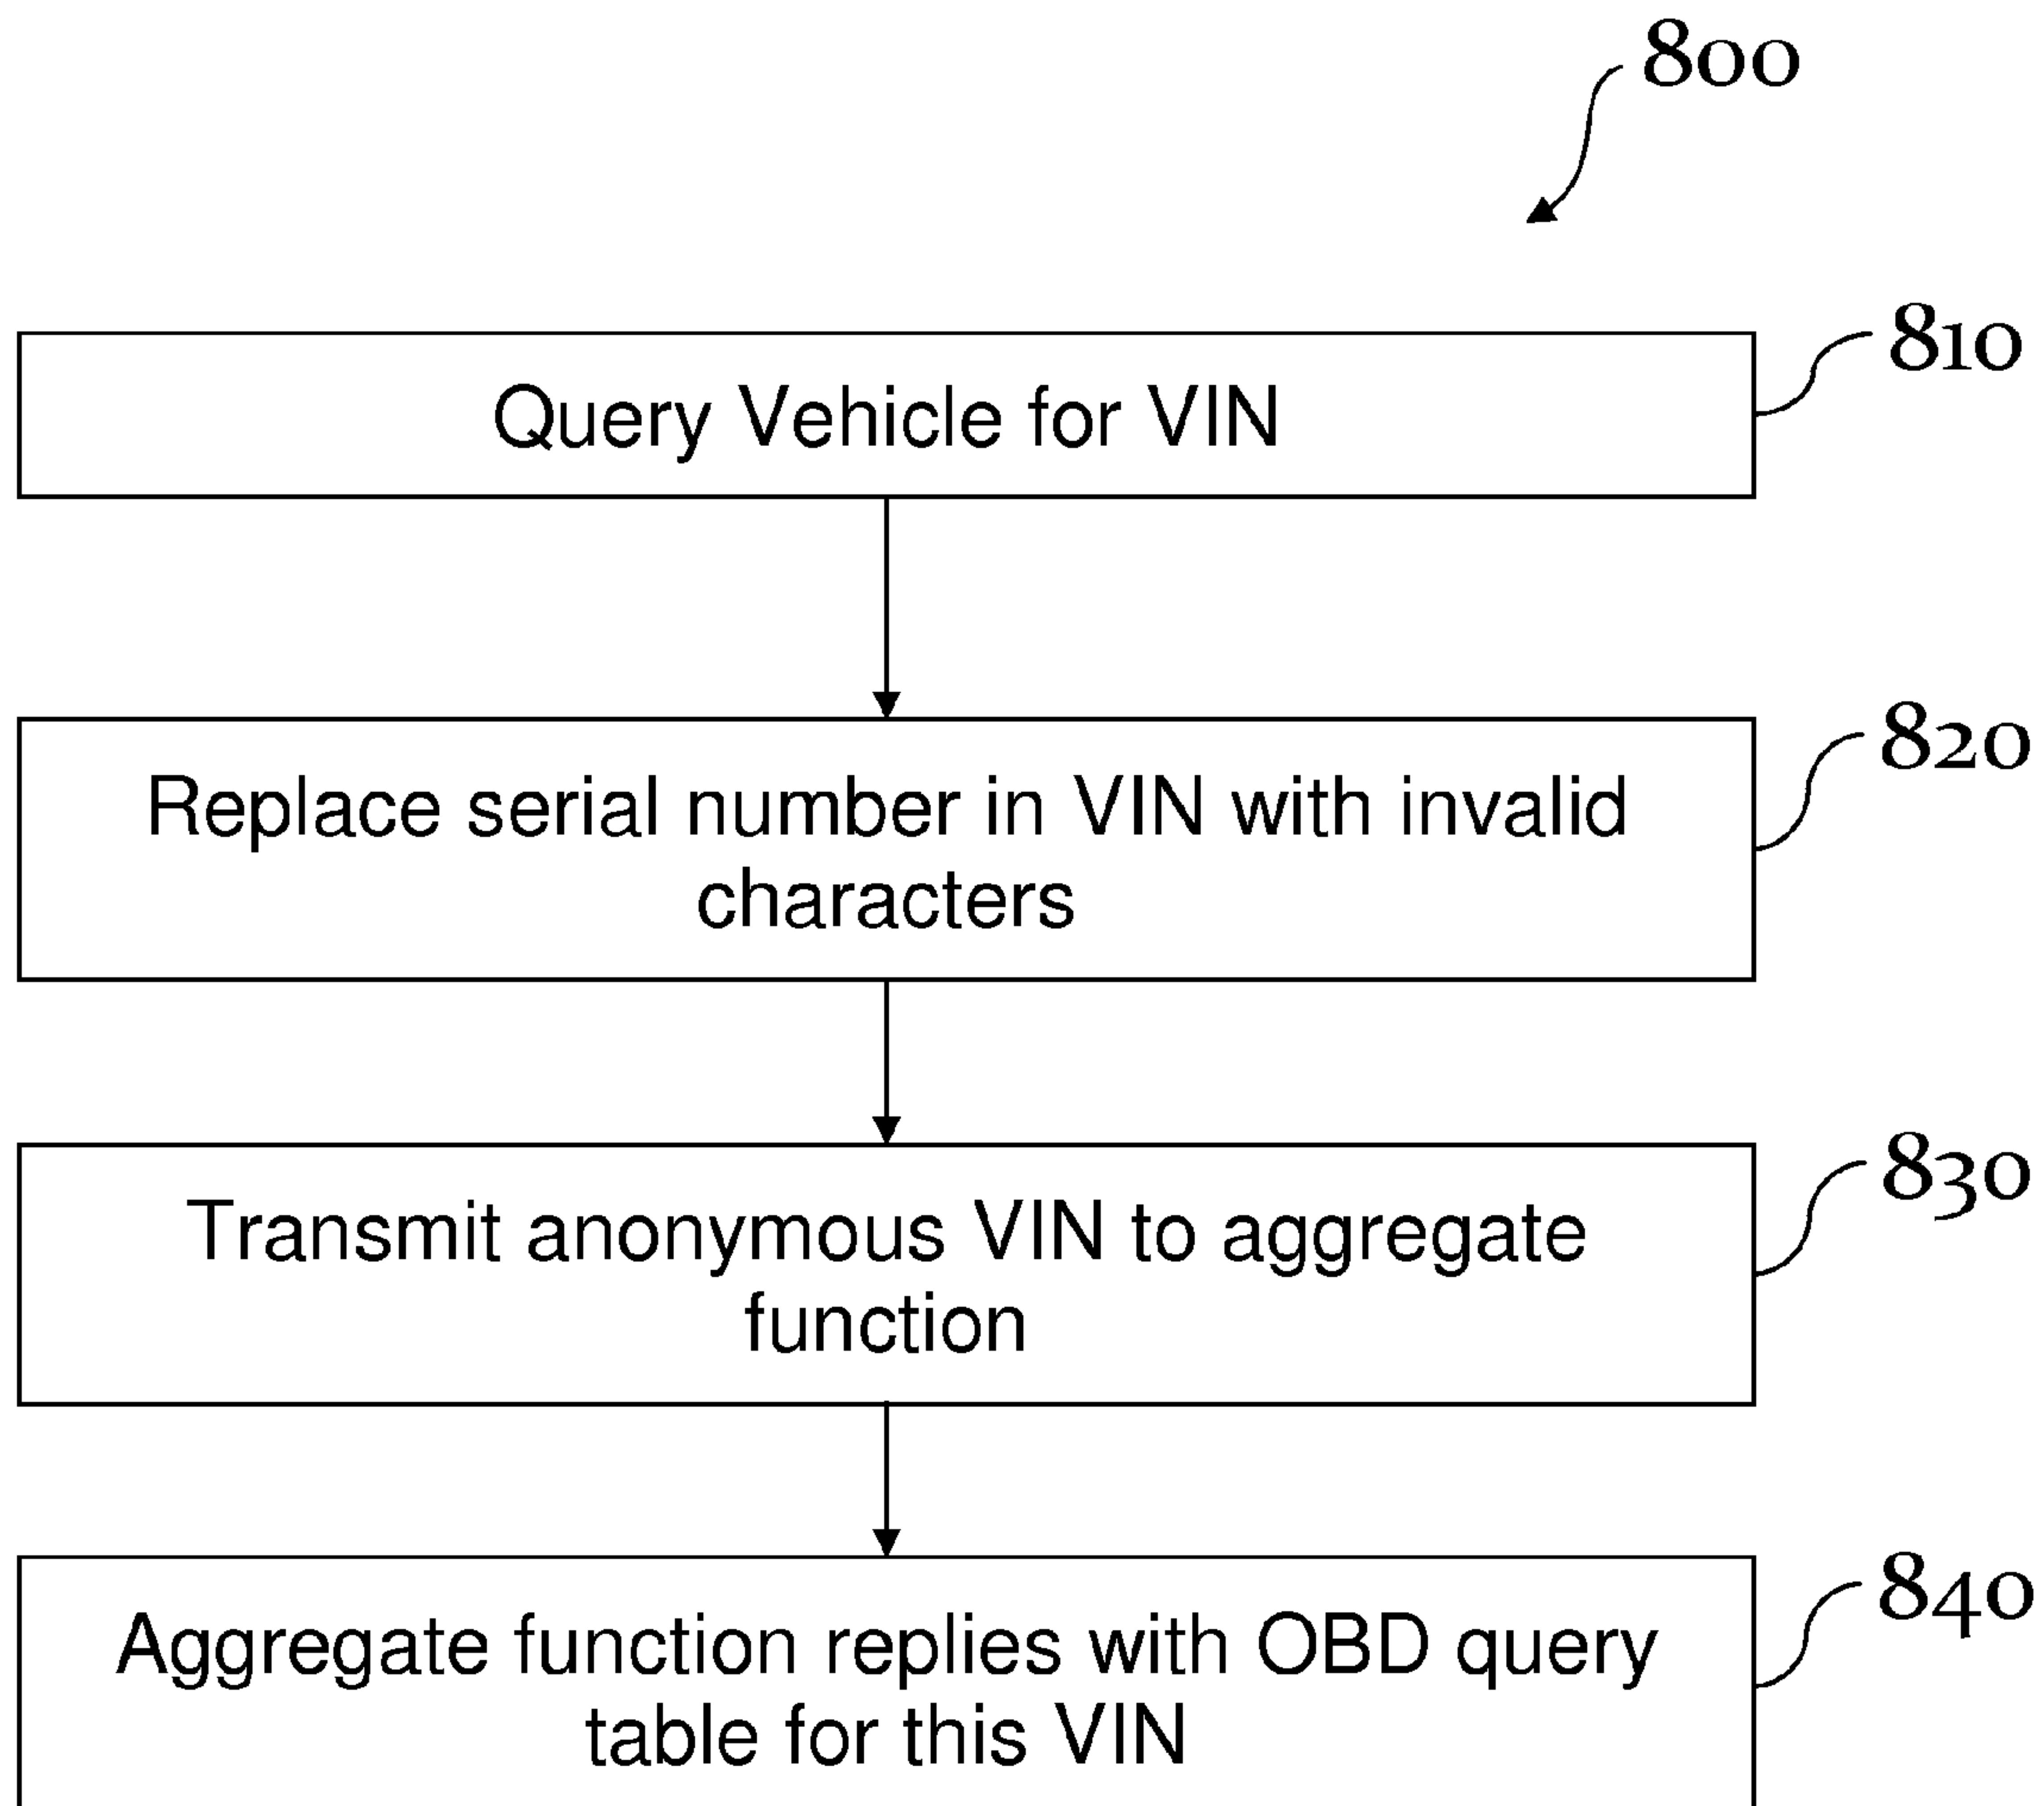 800
810
Query Vehicle for VIN
820
Replace serial number in VIN with invalid
characters
830
Transmit anonymous VIN to aggregate
function
840
Aggregate function replies with OBD query
table for this VIN